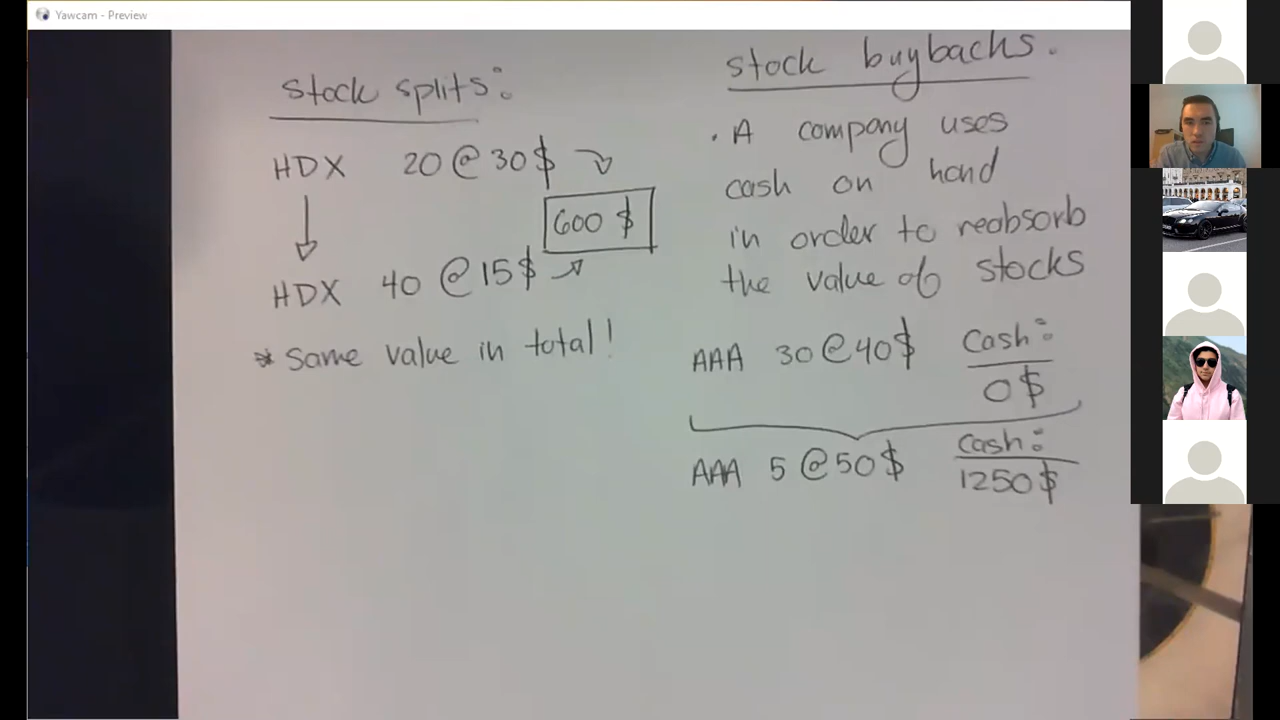 Yawcam - Preview
stock splits:
HDX 20 @ 30 $
600 $
HDX 40 @ 15 $
* Same value in total!
stock buybacks.
. A company uses
cash on hand
in order to reabsorb
the value of stocks
AAA 30 @ 40 $ Cash:
0 $
AAA 5 @ 50 $ Cash:
1250 $